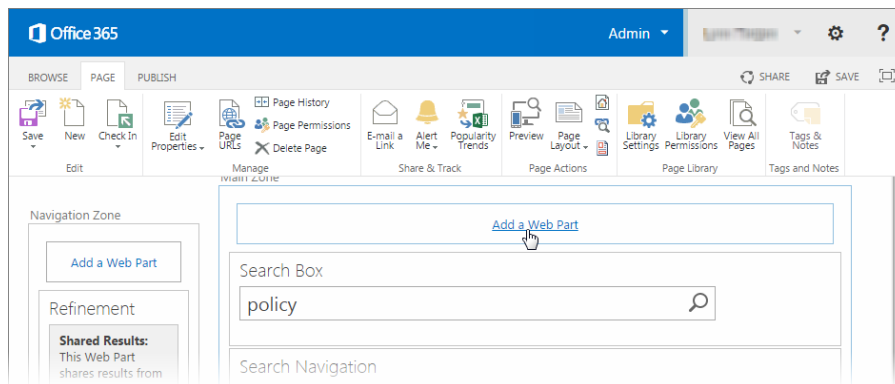 Office 365
Admin
?
BROWSE PAGE PUBLISH
SHARE SAVE
Save
New
Check In
Edit
Properties
Edit
Page
URLs
Page History
Page Permissions
Delete Page
Manage
E-mail a
Link
Alert
Me
Popularity
Trends
Share & Track
Preview
Page
Layout
Page Actions
Library
Settings
Library
Permissions
View All
Pages
Page Library
Tags &
Notes
Tags and Notes
Main Zone
Navigation Zone
Add a Web Part
Add a Web Part
Refinement
Shared Results:
This Web Part
shares results from
Search Box
policy
Search Navigation